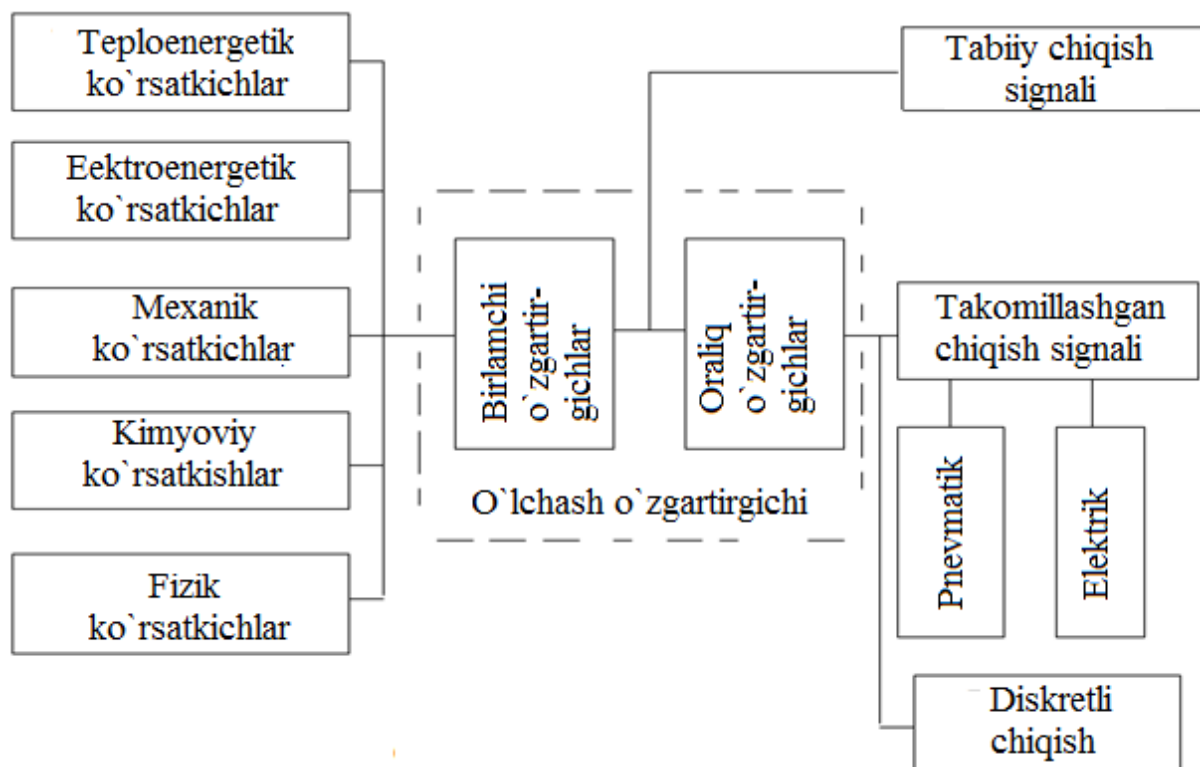 Teploenergetik
ko`rsatkichlar
Eektroenergetik
ko`rsatkichlar
Mexanik
ko`rsatkichlar
Kimyoviy
ko`rsatkishlar
Fizik
ko`rsatkichlar
Birlamchi
o`zgartir-
gichlar
Oraliq
o`zgartir-
gichlar
O`lchash o`zgartirgichi
Tabiiy chiqish
signali
Takomillashgan
chiqish signali
Pnevmatik
Elektrik
Diskretli
chiqish